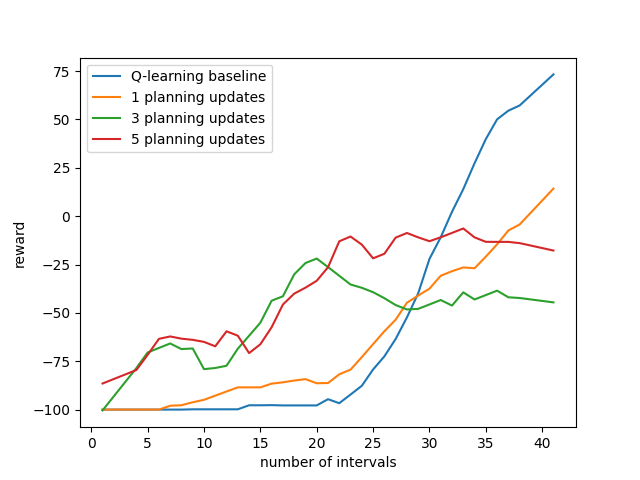 75
50
25
0
−25
−50
−75
−100
reward
Q-learning baseline
1 planning updates
3 planning updates
5 planning updates
0 5 10 15 20 25 30 35 40
number of intervals